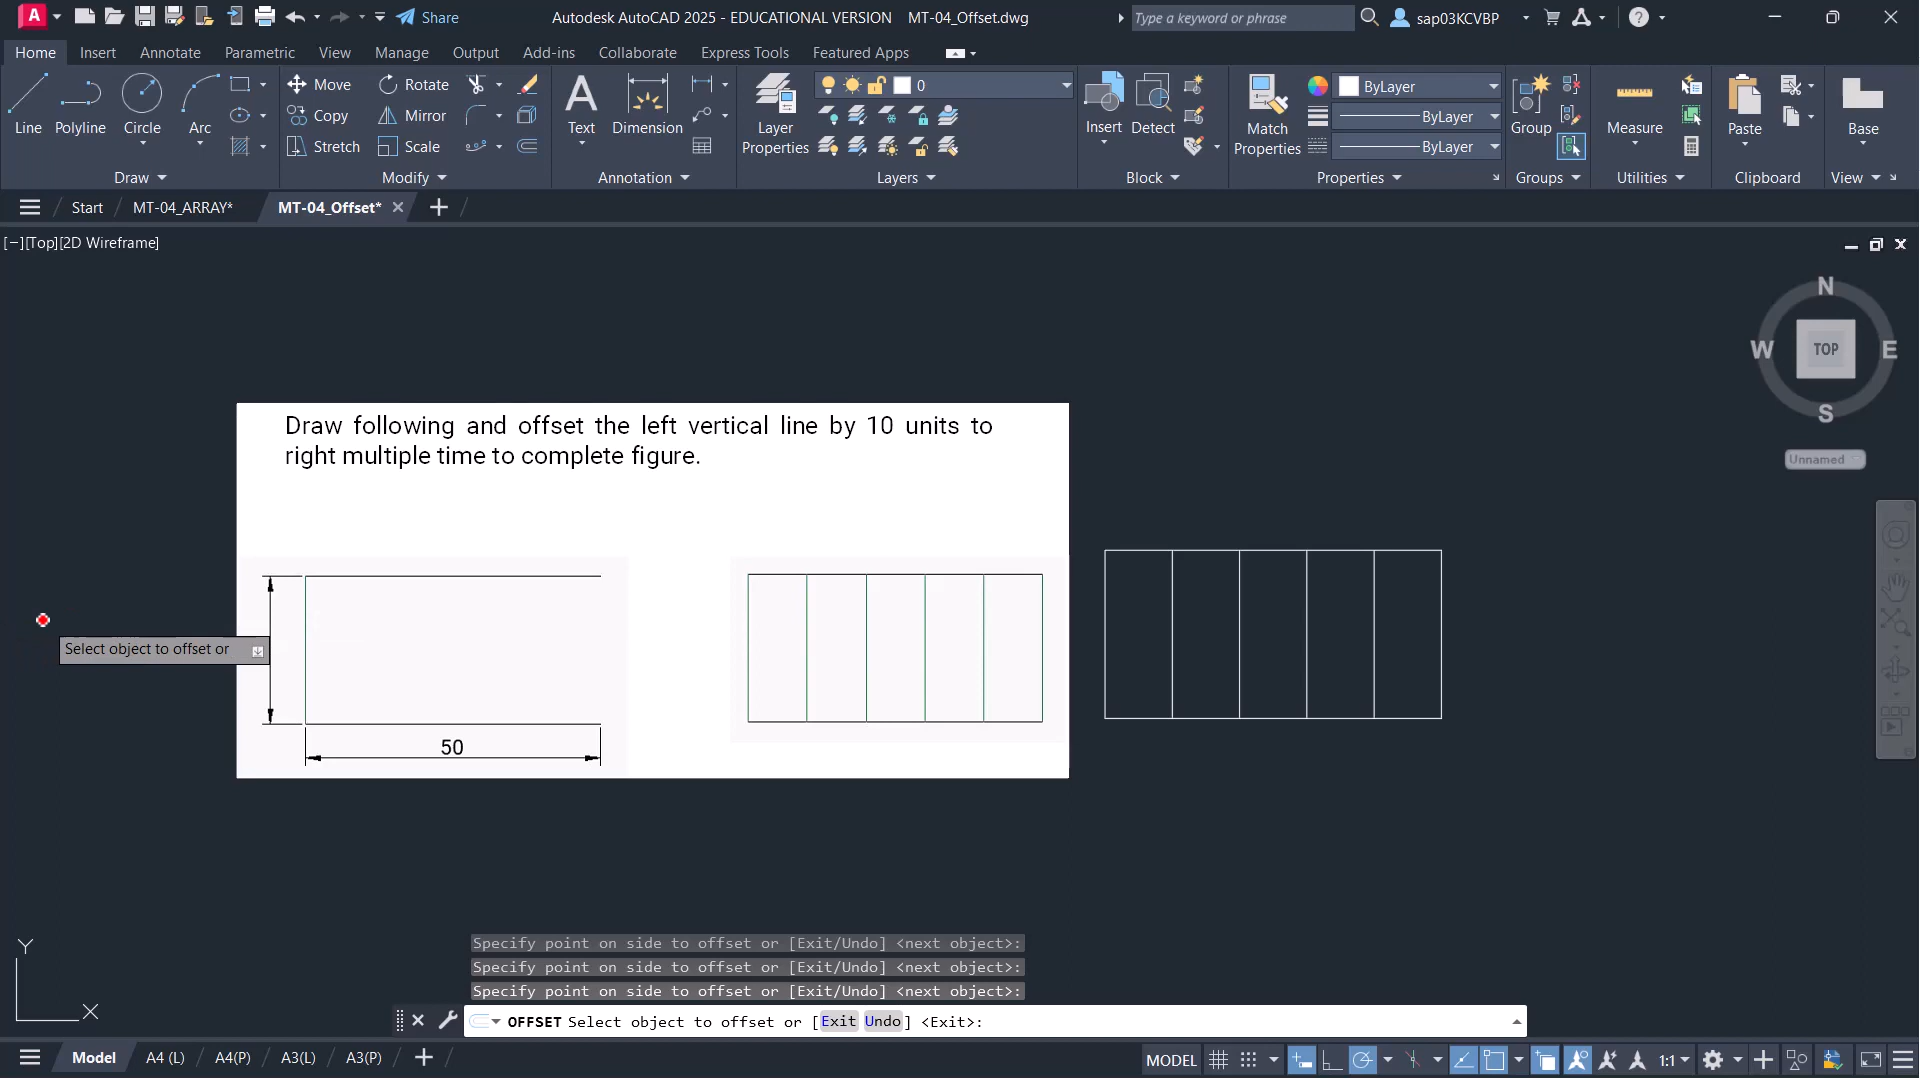 Share
Autodesk AutoCAD 2025 - EDUCATIONAL VERSION MT-04_Offset.dwg
Type a keyword or phrase
sap03KCVBP
Home Insert Annotate Parametric View Manage Output Add-ins Collaborate Express Tools Featured Apps
Line Polyline Circle Arc
Move Rotate
Copy Mirror
Stretch Scale
Text Dimension
Layer Properties
0
Insert Detect
Match Properties
ByLayer
ByLayer
ByLayer
Group Measure Paste Base
Draw Modify Annotation Layers Block Properties Groups Utilities Clipboard View
Start MT-04_ARRAY* MT-04_Offset*
[−][Top][2D Wireframe]
N
W TOP E
S
Unnamed
Draw following and offset the left vertical line by 10 units to
right multiple time to complete figure.
Select object to offset or
50
Y
X
Specify point on side to offset or [Exit/Undo] <next object>:
Specify point on side to offset or [Exit/Undo] <next object>:
Specify point on side to offset or [Exit/Undo] <next object>:
OFFSET Select object to offset or [Exit Undo] <Exit>:
Model A4 (L) A4(P) A3(L) A3(P)
MODEL 1:1